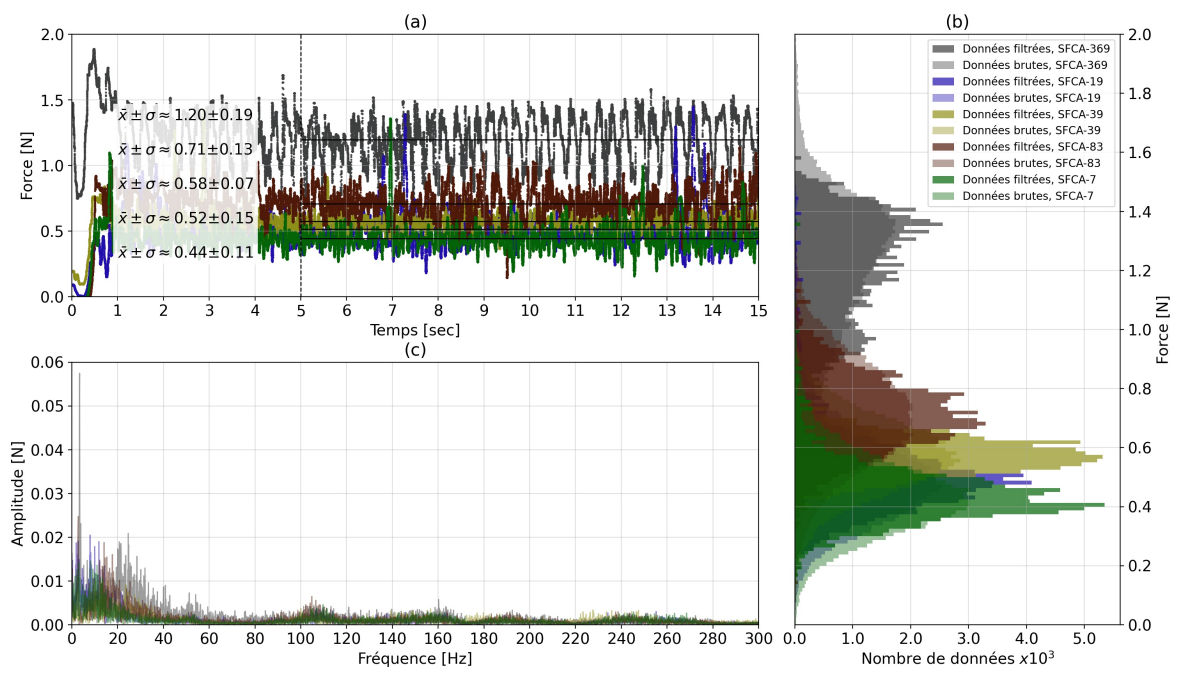 (a)
2.0
1.5
1.0
0.5
0.0
Force [N]
x̄ ± σ ≈ 1.20±0.19
x̄ ± σ ≈ 0.71±0.13
x̄ ± σ ≈ 0.58±0.07
x̄ ± σ ≈ 0.52±0.15
x̄ ± σ ≈ 0.44±0.11
0 1 2 3 4 5 6 7 8 9 10 11 12 13 14 15
Temps [sec]
(c)
0.06
0.05
0.04
0.03
0.02
0.01
0.00
Amplitude [N]
0 20 40 60 80 100 120 140 160 180 200 220 240 260 280 300
Fréquence [Hz]
(b)
Données filtrées, SFCA-369
Données brutes, SFCA-369
Données filtrées, SFCA-19
Données brutes, SFCA-19
Données filtrées, SFCA-39
Données brutes, SFCA-39
Données filtrées, SFCA-83
Données brutes, SFCA-83
Données filtrées, SFCA-7
Données brutes, SFCA-7
2.0
1.8
1.6
1.4
1.2
1.0
0.8
0.6
0.4
0.2
0.0
Force [N]
0.0 1.0 2.0 3.0 4.0 5.0
Nombre de données x10³